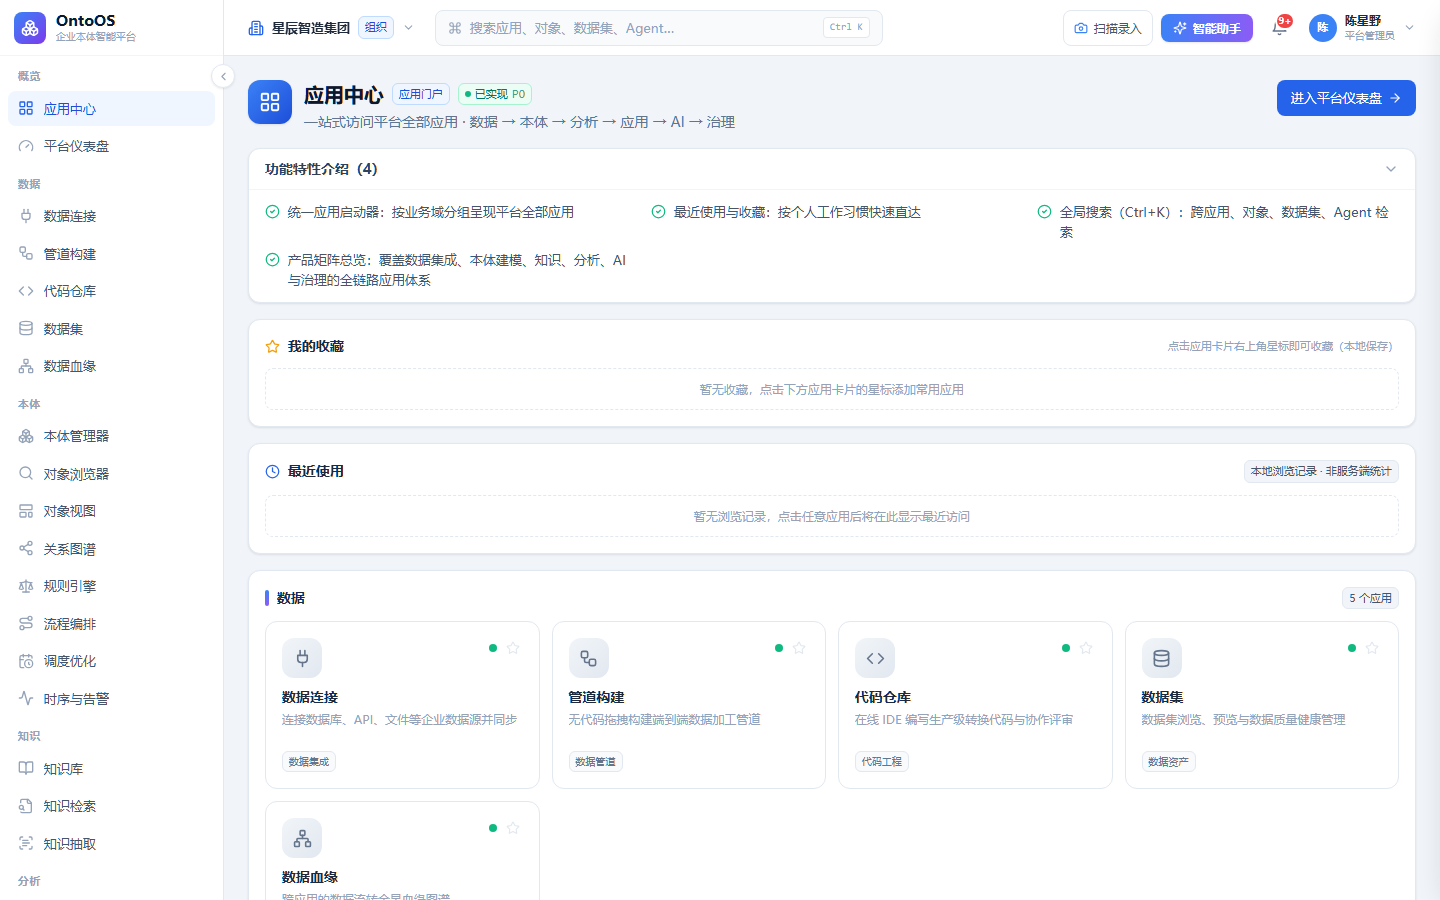 OntoOS
企业本体智能平台
星辰智造集团
组织
搜索应用、对象、数据集、Agent...
Ctrl K
扫描录入
智能助手
9+
陈
陈星野
平台管理员
概览
应用中心
平台仪表盘
数据
数据连接
管道构建
代码仓库
数据集
数据血缘
本体
本体管理器
对象浏览器
对象视图
关系图谱
规则引擎
流程编排
调度优化
时序与告警
知识
知识库
知识检索
知识抽取
分析
应用中心
应用门户
已实现 P0
一站式访问平台全部应用 · 数据 → 本体 → 分析 → 应用 → AI → 治理
进入平台仪表盘 →
功能特性介绍（4）
统一应用启动器：按业务域分组呈现平台全部应用
最近使用与收藏：按个人工作习惯快速直达
全局搜索（Ctrl+K）：跨应用、对象、数据集、Agent 检
索
产品矩阵总览：覆盖数据集成、本体建模、知识、分析、AI
与治理的全链路应用体系
我的收藏
点击应用卡片右上角星标即可收藏（本地保存）
暂无收藏，点击下方应用卡片的星标添加常用应用
最近使用
本地浏览记录 · 非服务端统计
暂无浏览记录，点击任意应用后将在此显示最近访问
数据
5 个应用
数据连接
连接数据库、API、文件等企业数据源并同步
数据集成
管道构建
无代码拖拽构建端到端数据加工管道
数据管道
代码仓库
在线 IDE 编写生产级转换代码与协作评审
代码工程
数据集
数据集浏览、预览与数据质量健康管理
数据资产
数据血缘
跨应用的数据流转全景血缘图谱